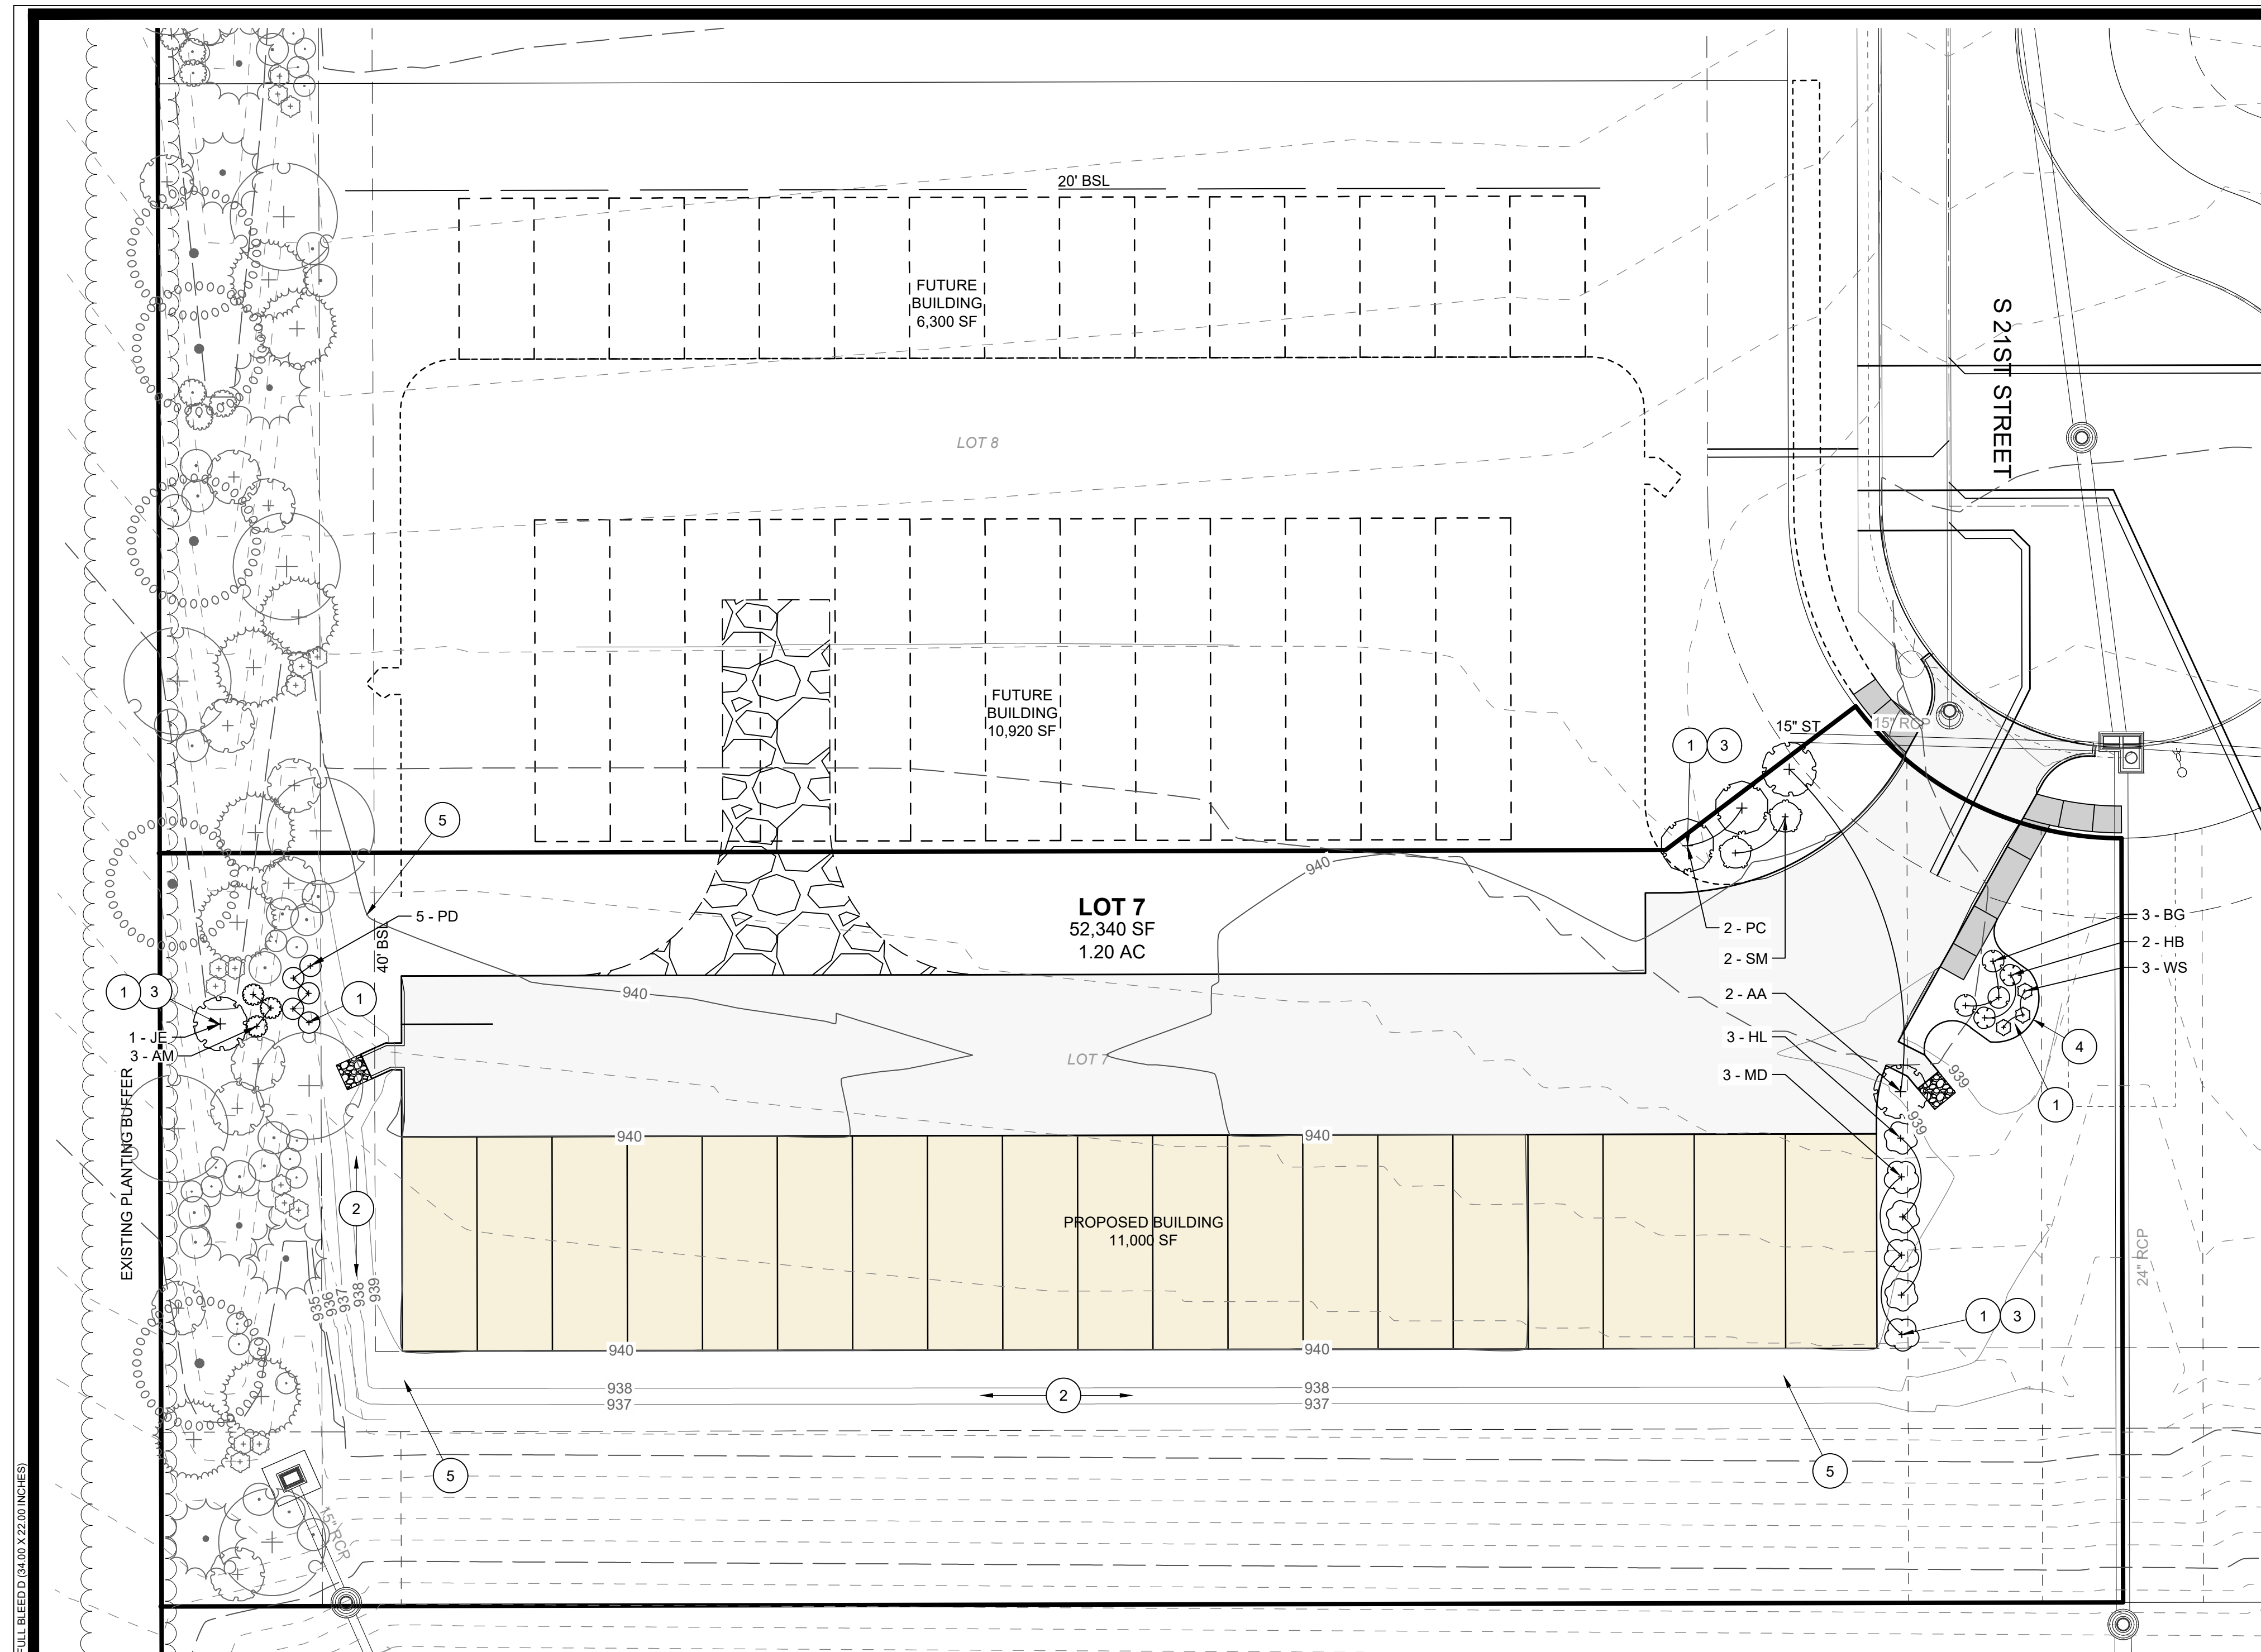 20' BSL
FUTURE
BUILDING
6,300 SF
S 21ST STREET
LOT 8
FUTURE
BUILDING
10,920 SF
15" ST
15" RCP
1
3
5
940
5 - PD
LOT 7
52,340 SF
1.20 AC
2 - PC
2 - SM
3 - BG
2 - HB
3 - WS
40' BSL
1
3
1
940
2 - AA
1 - JE
3 - AM
3 - HL
LOT 7
4
3 - MD
939
1
939
940
940
EXISTING PLANTING BUFFER
2
PROPOSED BUILDING
11,000 SF
24" RCP
935
936
937
938
939
1
3
940
940
938
937
2
938
937
5
5
15" RCP
FULL BLEED D (34.00 X 22.00 INCHES)